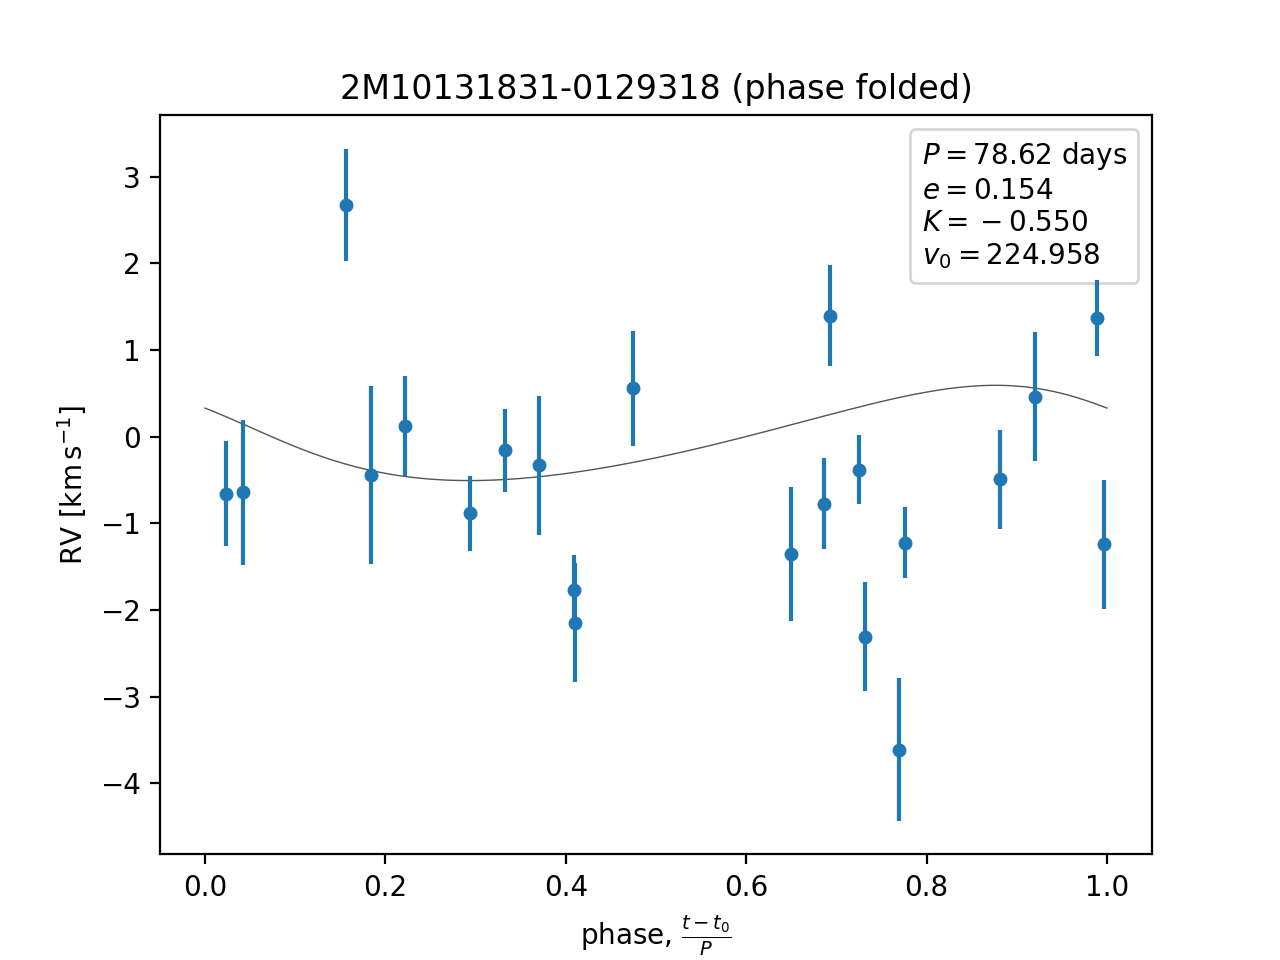 2M10131831-0129318 (phase folded)
P = 78.62 days
e = 0.154
K = −0.550
v₀ = 224.958
3
2
1
0
−1
−2
−3
−4
RV [km s⁻¹]
0.0 0.2 0.4 0.6 0.8 1.0
phase, (t − t₀)/P